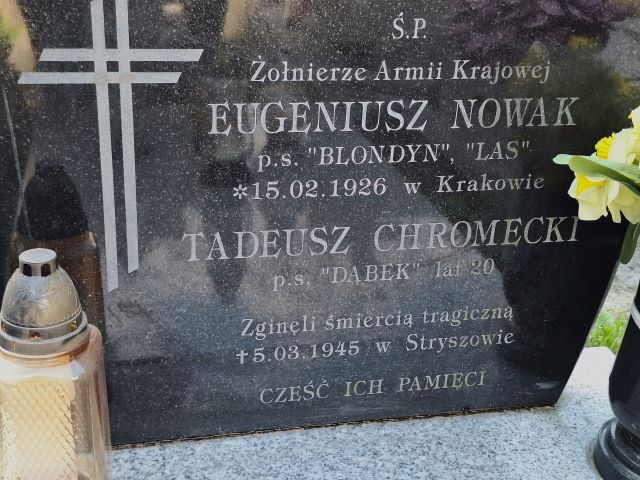 Ś.P.
Żołnierze Armii Krajowej
EUGENIUSZ NOWAK
p.s. "BLONDYN", "LAS"
*15.02.1926 w Krakowie
TADEUSZ CHROMECKI
p.s. "DĄBEK" lat 20
Zginęli śmiercią tragiczną
†5.03.1945 w Stryszowie
CZEŚĆ ICH PAMIĘCI